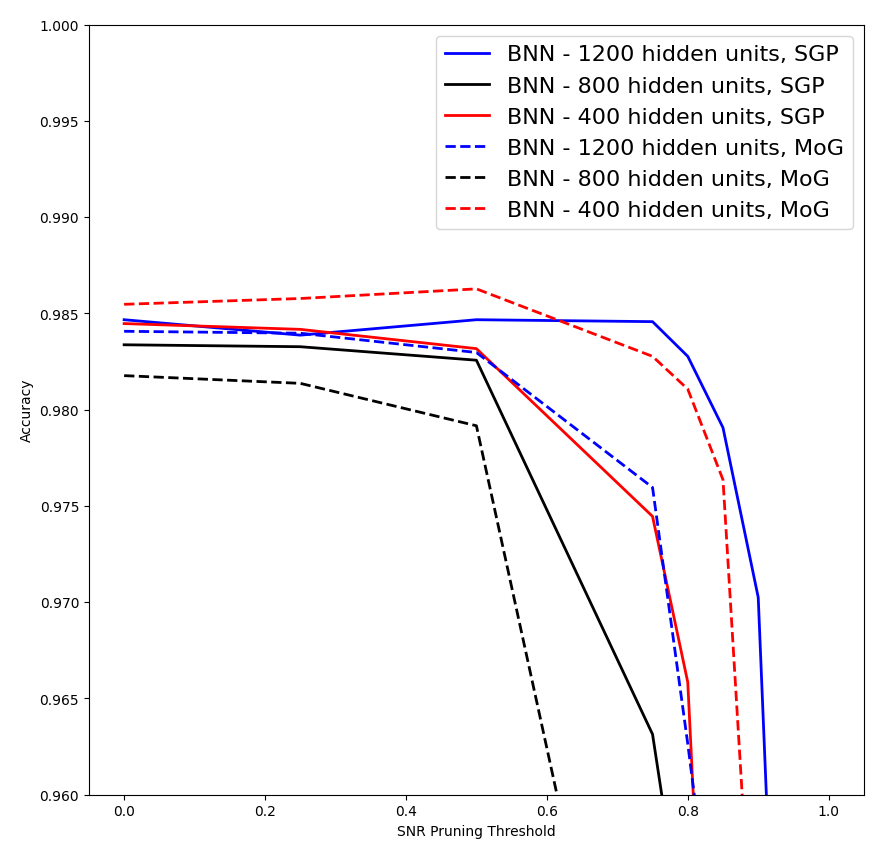 BNN - 1200 hidden units, SGP
BNN - 800 hidden units, SGP
BNN - 400 hidden units, SGP
BNN - 1200 hidden units, MoG
BNN - 800 hidden units, MoG
BNN - 400 hidden units, MoG
1.000
0.995
0.990
0.985
0.980
0.975
0.970
0.965
0.960
Accuracy
0.0 0.2 0.4 0.6 0.8 1.0
SNR Pruning Threshold